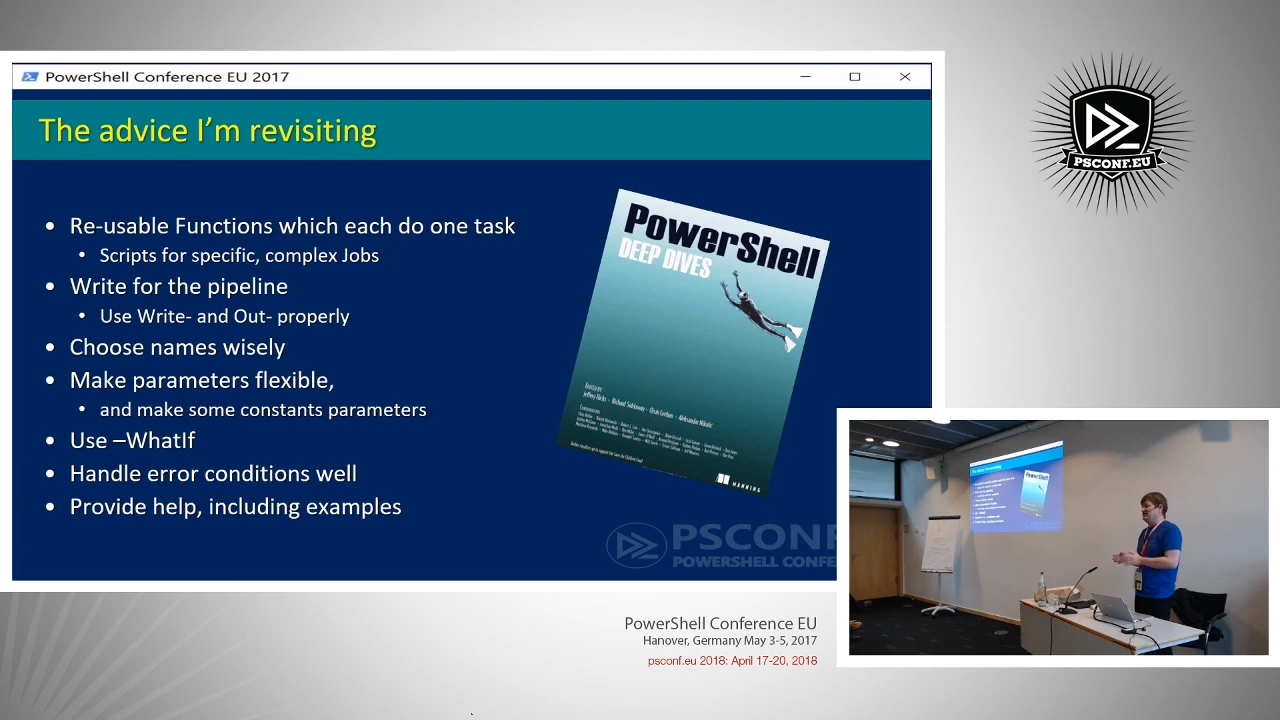 PowerShell Conference EU 2017
The advice I'm revisiting
• Re-usable Functions which each do one task
• Scripts for specific, complex Jobs
• Write for the pipeline
• Use Write- and Out- properly
• Choose names wisely
• Make parameters flexible,
• and make some constants parameters
• Use –WhatIf
• Handle error conditions well
• Provide help, including examples
PowerShell
DEEP DIVES
MANNING
PSCONF
POWERSHELL CONFE
PSCONF.EU
PowerShell Conference EU
Hanover, Germany May 3-5, 2017
psconf.eu 2018: April 17-20, 2018